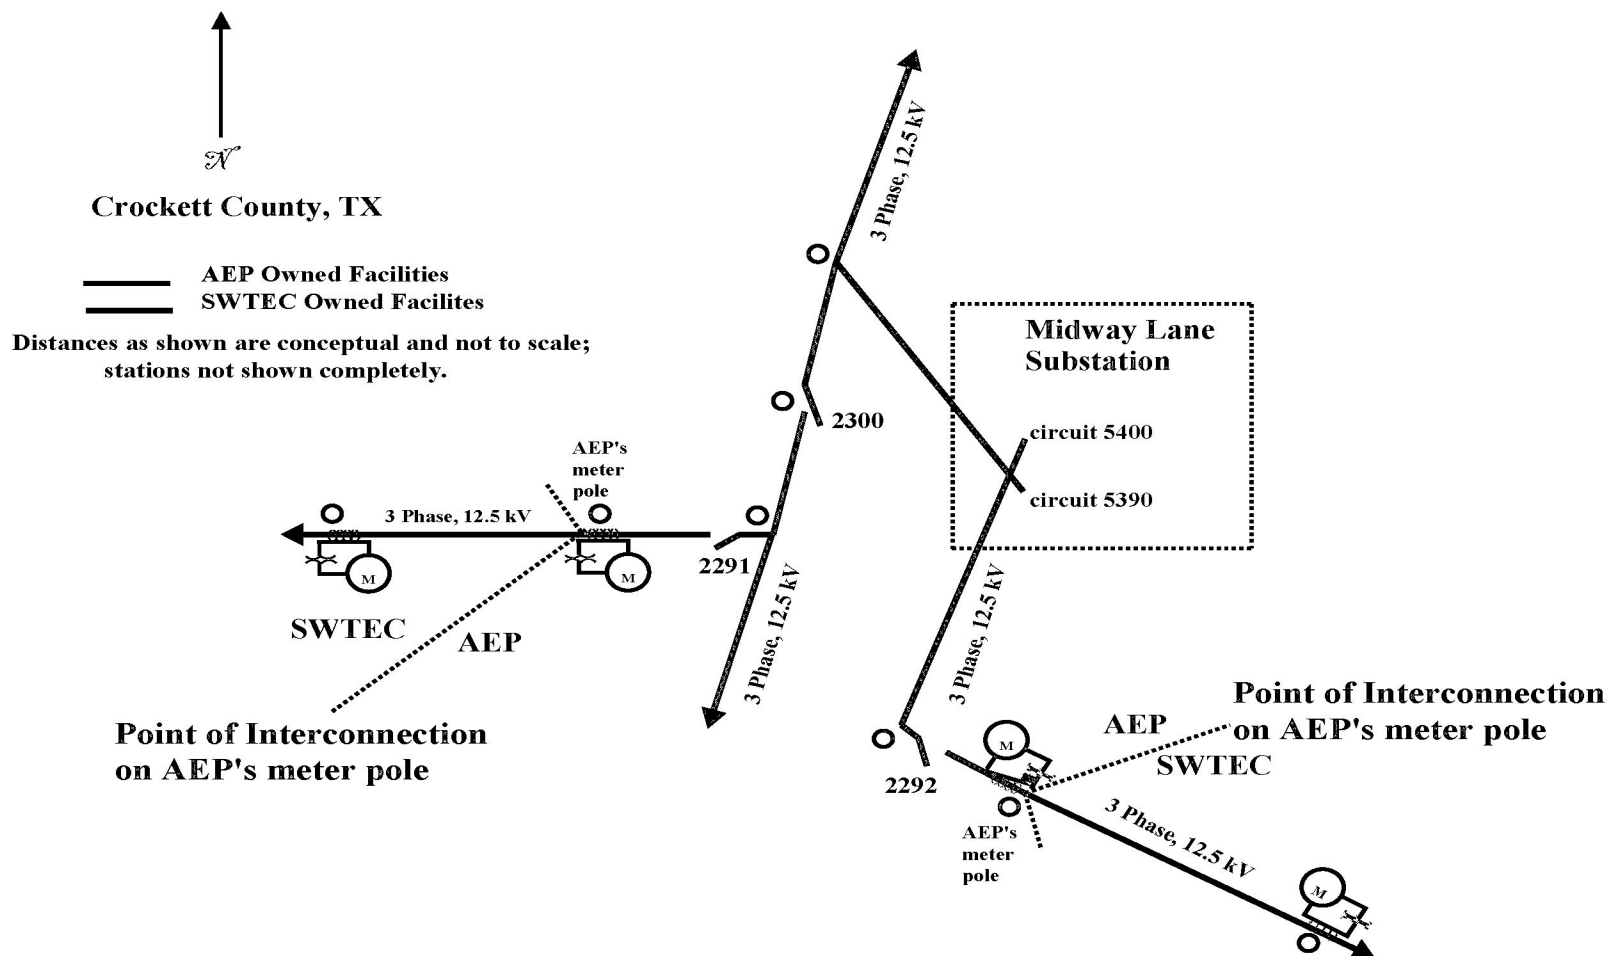 N
Crockett County, TX
AEP Owned Facilities
SWTEC Owned Facilites
Distances as shown are conceptual and not to scale;
stations not shown completely.
3 Phase, 12.5 kV
Midway Lane
Substation
circuit 5400
circuit 5390
2300
AEP's
meter
pole
3 Phase, 12.5 kV
2291
M
M
SWTEC
AEP
3 Phase, 12.5 kV
3 Phase, 12.5 kV
Point of Interconnection
on AEP's meter pole
Point of Interconnection
on AEP's meter pole
AEP
SWTEC
M
2292
AEP's
meter
pole
3 Phase, 12.5 kV
M